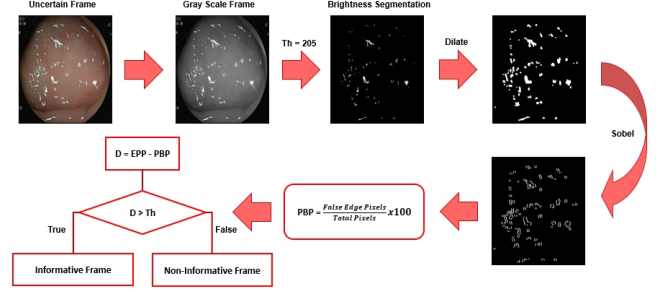 Uncertain Frame
Gray Scale Frame
Brightness Segmentation
Th = 205
Dilate
Sobel
D = EPP - PBP
PBP = False Edge Pixels / Total Pixels x100
D > Th
True
False
Informative Frame
Non-Informative Frame